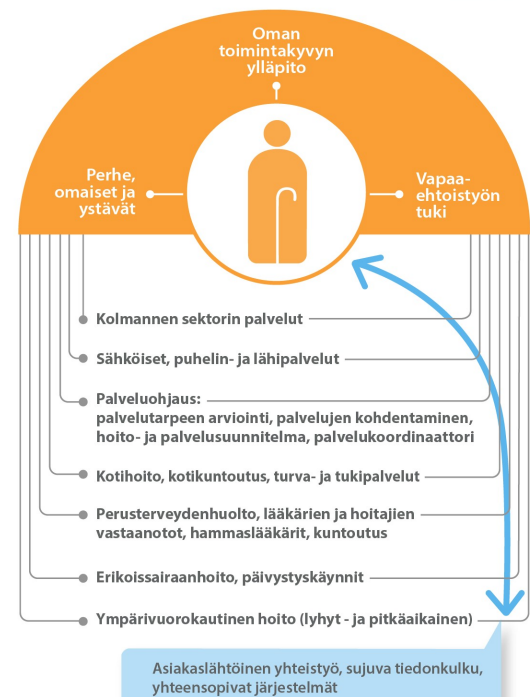 Oman
toimintakyvyn
ylläpito
Perhe,
omaiset ja
ystävät
Vapaa-
ehtoistyön
tuki
Kolmannen sektorin palvelut
Sähköiset, puhelin- ja lähipalvelut
Palveluohjaus:
palvelutarpeen arviointi, palvelujen kohdentaminen,
hoito- ja palvelusuunnitelma, palvelukoordinaattori
Kotihoito, kotikuntoutus, turva- ja tukipalvelut
Perusterveydenhuolto, lääkärien ja hoitajien
vastaanotot, hammaslääkärit, kuntoutus
Erikoissairaanhoito, päivystyskäynnit
Ympärivuorokautinen hoito (lyhyt - ja pitkäaikainen)
Asiakaslähtöinen yhteistyö, sujuva tiedonkulku,
yhteensopivat järjestelmät